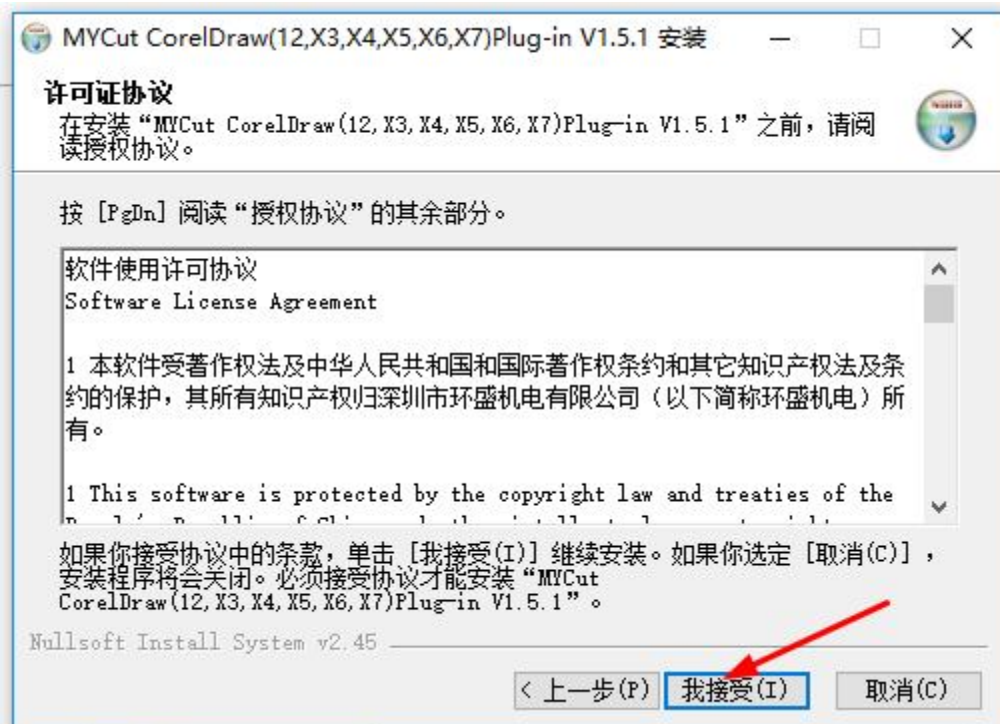 MYCut CorelDraw(12,X3,X4,X5,X6,X7)Plug-in V1.5.1 安装
许可证协议
在安装“MYCut CorelDraw(12,X3,X4,X5,X6,X7)Plug-in V1.5.1”之前，请阅
读授权协议。
按 [PgDn] 阅读“授权协议”的其余部分。
软件使用许可协议
Software License Agreement
1 本软件受著作权法及中华人民共和国和国际著作权条约和其它知识产权法及条
约的保护，其所有知识产权归深圳市环盛机电有限公司（以下简称环盛机电）所
有。
1 This software is protected by the copyright law and treaties of the
如果你接受协议中的条款，单击 [我接受(I)] 继续安装。如果你选定 [取消(C)] ，
安装程序将会关闭。必须接受协议才能安装“MYCut
CorelDraw(12,X3,X4,X5,X6,X7)Plug-in V1.5.1”。
Nullsoft Install System v2.45
< 上一步(P) 我接受(I) 取消(C)